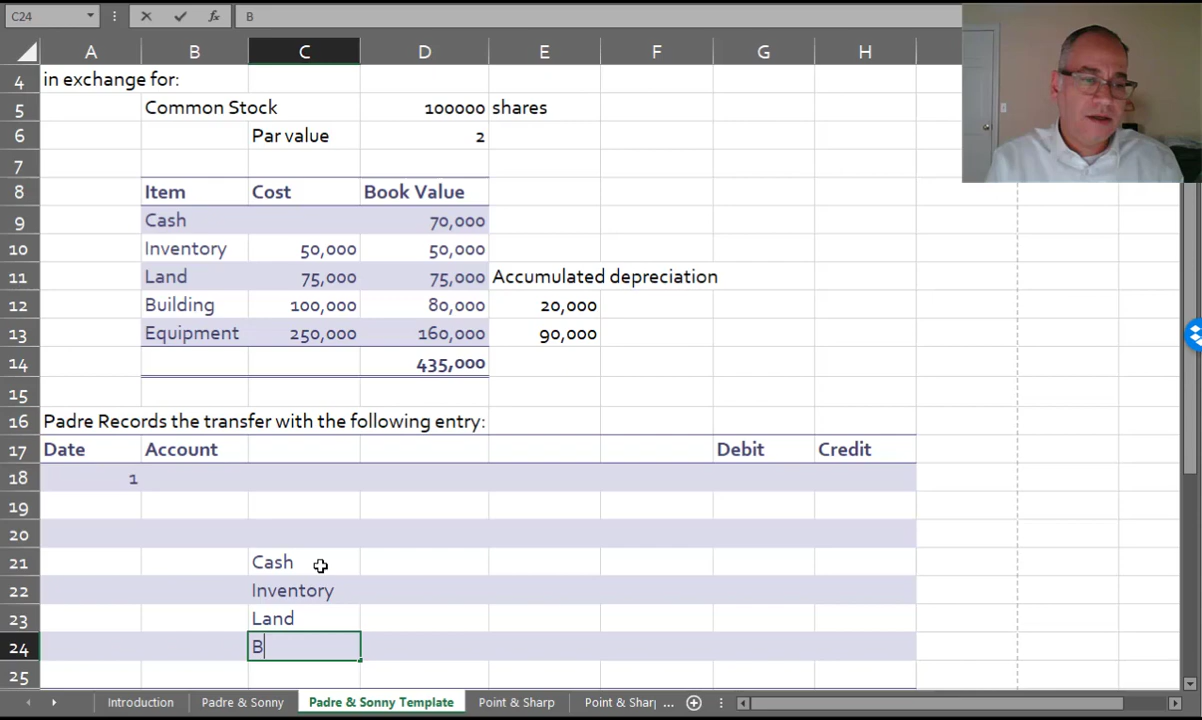 C24 fx B
A B C D E F G H
4 in exchange for:
5 Common Stock 100000 shares
6 Par value 2
7
8 Item Cost Book Value
9 Cash 70,000
10 Inventory 50,000 50,000
11 Land 75,000 75,000 Accumulated depreciation
12 Building 100,000 80,000 20,000
13 Equipment 250,000 160,000 90,000
14 435,000
15
16 Padre Records the transfer with the following entry:
17 Date Account Debit Credit
18 1
19
20
21 Cash
22 Inventory
23 Land
24 B
25
Introduction Padre & Sonny Padre & Sonny Template Point & Sharp Point & Sharp ...